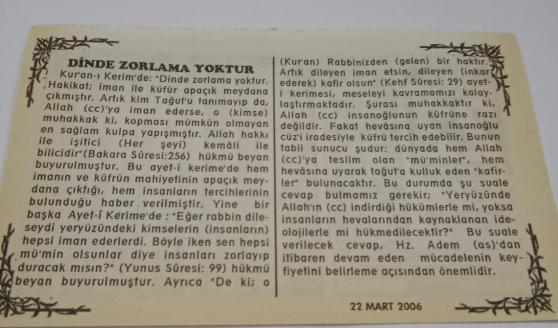 DİNDE ZORLAMA YOKTUR
Kur'an-ı Kerim'de: "Dinde zorlama yoktur.
Hakikat; iman ile küfür apaçık meydana
çıkmıştır. Artık kim Tağut'u tanımayıp da,
Allah (cc)'ya iman ederse, o (kimse)
muhakkak ki, kopması mümkün olmayan
en sağlam kulpa yapışmıştır. Allah hakkı
ile işitici (Her şeyi) kemâli ile
bilicidir"(Bakara Sûresi:256) hükmü beyan
buyurulmuştur. Bu ayet-i kerime'de hem
imanın ve küfrün mahiyetinin apaçık mey-
dana çıktığı, hem insanların tercihlerinin
bulunduğu haber verilmiştir. Yine bir
başka Ayet-i Kerime'de : "Eğer rabbin dile-
seydi yeryüzündeki kimselerin (insanların)
hepsi iman ederlerdi. Böyle iken sen hepsi
mü'min olsunlar diye insanları zorlayıp
duracak mısın?" (Yunus Sûresi: 99) hükmü
beyan buyurulmuştur. Ayrıca "De ki; o
(Kuran) Rabbinizden (gelen) bir haktır.
Artık dileyen iman etsin, dileyen (inkar
ederek) kafir olsun" (Kehf Sûresi: 29) ayet-
i kerimesi, meseleyi kavramamızı kolay-
laştırmaktadır. Şurası muhakkaktır ki,
Allah (cc) insanoğlunun küfrüne razı
değildir. Fakat hevâsına uyan insanoğlu
cüz'i iradesiyle küfrü tercih edebilir. Bunun
tabii sonucu şudur: dünyada hem Allah
(cc)'ya teslim olan "mü'minler", hem
hevâsına uyarak tağut'a kulluk eden "kafir-
ler" bulunacaktır. Bu durumda şu suale
cevap bulmamız gerekir: "Yeryüzünde
Allah'ın (cc) indirdiği hükümlerle mi, yoksa
insanların hevalarından kaynaklanan ide-
olojilerle mi hükmedilecektir?" Bu suale
verilecek cevap, Hz. Adem (as)'dan
itibaren devam eden mücadelenin key-
fiyetini belirleme açısından önemlidir.
22 MART 2006